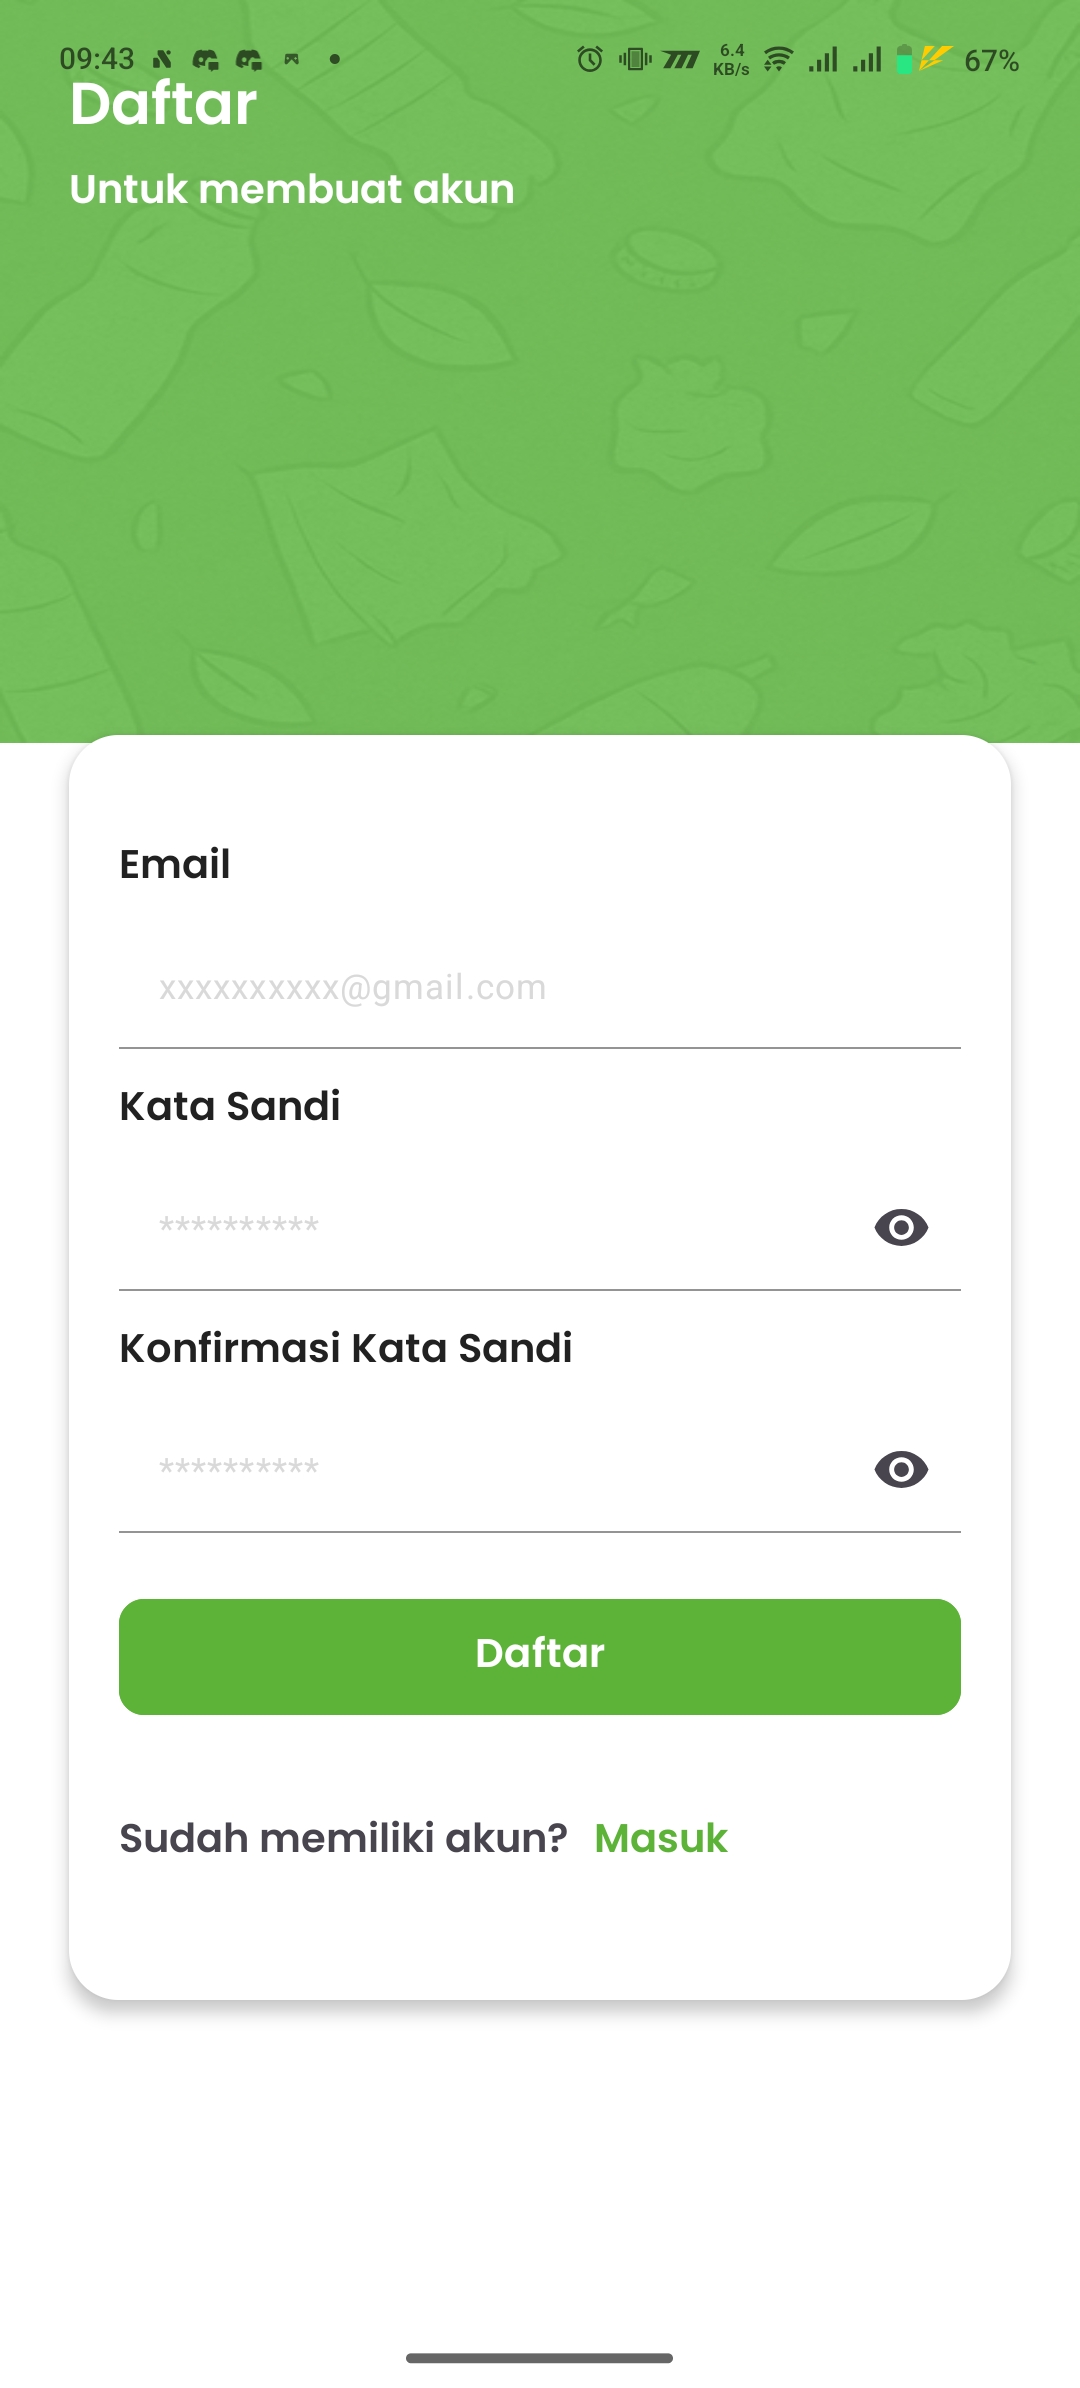 09:43 6.4 KB/s 67%
Daftar
Untuk membuat akun
Email
xxxxxxxxxx@gmail.com
Kata Sandi
**********
Konfirmasi Kata Sandi
**********
Daftar
Sudah memiliki akun? Masuk